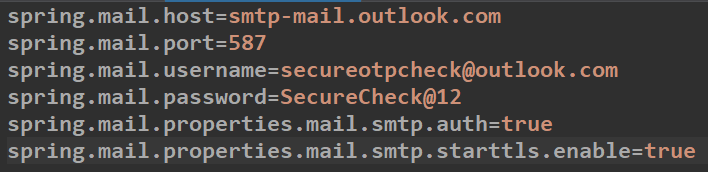 spring.mail.host=smtp-mail.outlook.com
spring.mail.port=587
spring.mail.username=secureotpcheck@outlook.com
spring.mail.password=SecureCheck@12
spring.mail.properties.mail.smtp.auth=true
spring.mail.properties.mail.smtp.starttls.enable=true